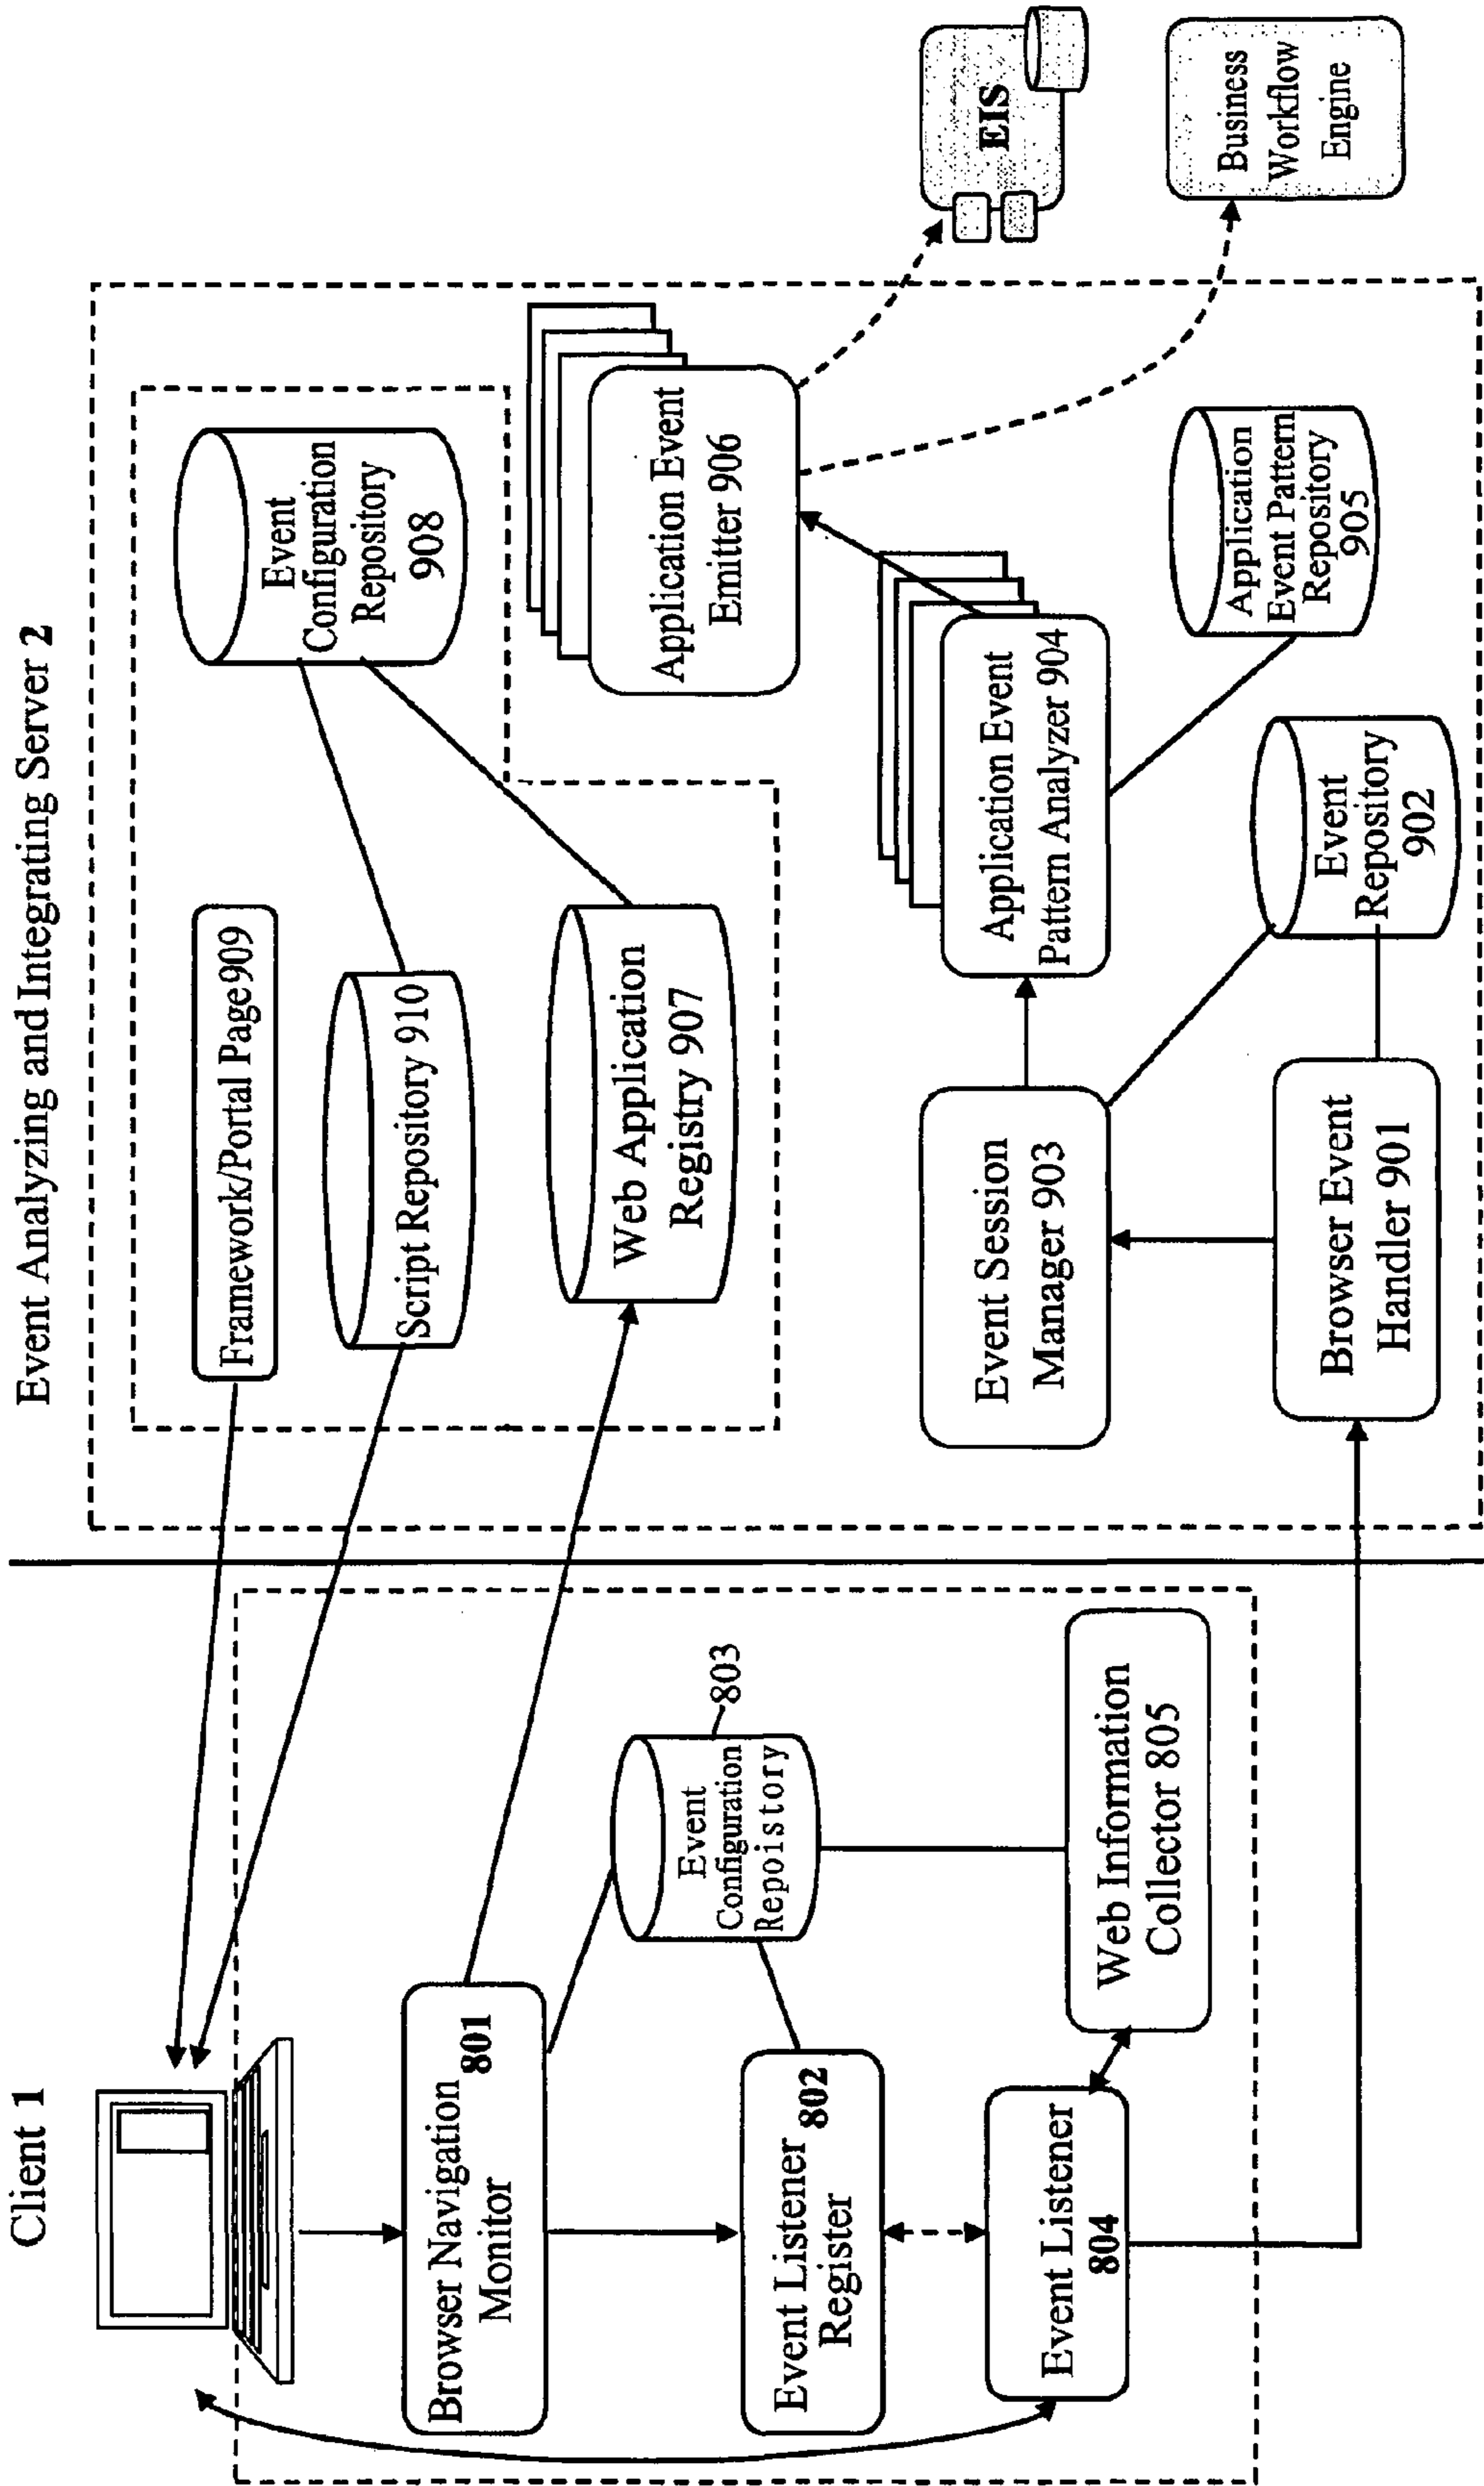 Client 1
Event Analyzing and Integrating Server 2
Browser Navigation
Monitor
801
Event Listener
Register
802
Event Listener
804
Event
Configuration
Repoistory
803
Web Information
Collector 805
Framework/Portal Page909
Script Repository 910
Web Application
Registry 907
Event
Configuration
Repository
908
Application Event
Emitter 906
Event Session
Manager 903
Application Event
Pattern Analyzer 904
Application
Event Pattern
Repository
905
Browser Event
Handler 901
Event
Repository
902
EIS
Business
Workflow
Engine